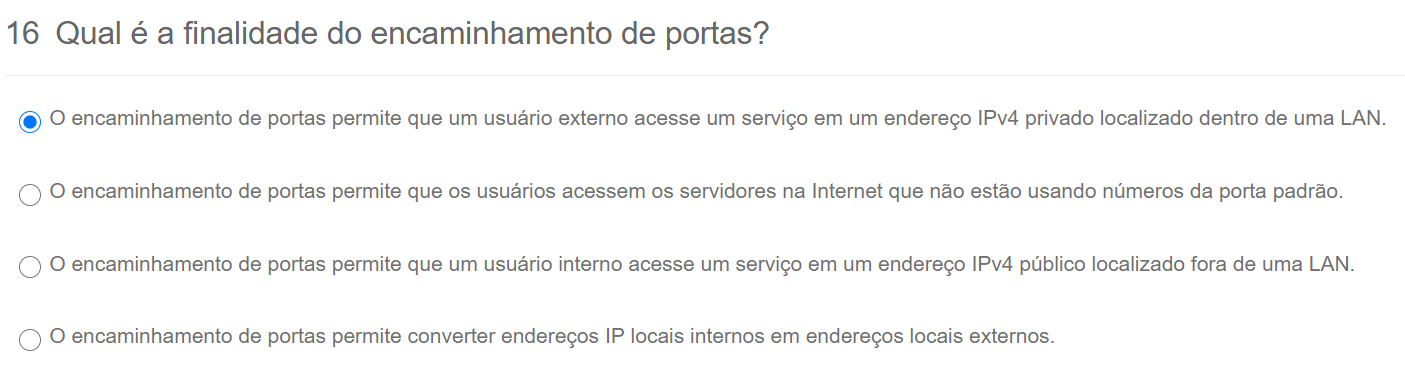 16 Qual é a finalidade do encaminhamento de portas?
O encaminhamento de portas permite que um usuário externo acesse um serviço em um endereço IPv4 privado localizado dentro de uma LAN.
O encaminhamento de portas permite que os usuários acessem os servidores na Internet que não estão usando números da porta padrão.
O encaminhamento de portas permite que um usuário interno acesse um serviço em um endereço IPv4 público localizado fora de uma LAN.
O encaminhamento de portas permite converter endereços IP locais internos em endereços locais externos.